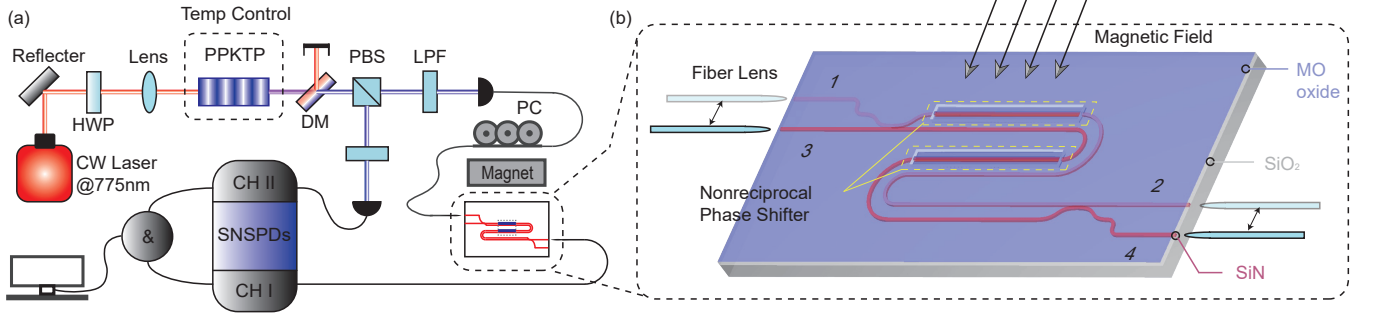 (a)
Temp Control
Reflecter
Lens
PPKTP
PBS
LPF
HWP
DM
PC
CW Laser
@775nm
Magnet
CH II
&
SNSPDs
CH I
(b)
Magnetic Field
Fiber Lens
1
MO
oxide
3
SiO₂
Nonreciprocal
Phase Shifter
2
4
SiN